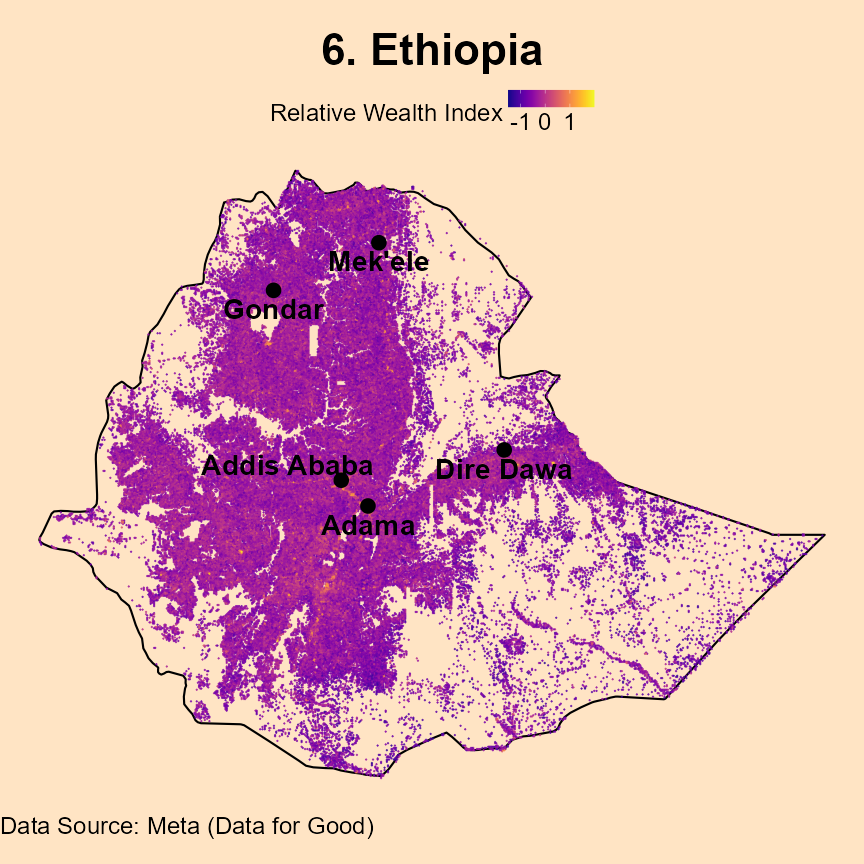 6. Ethiopia
Relative Wealth Index
-1 0 1
Mek'ele
Gondar
Addis Ababa
Dire Dawa
Adama
Data Source: Meta (Data for Good)